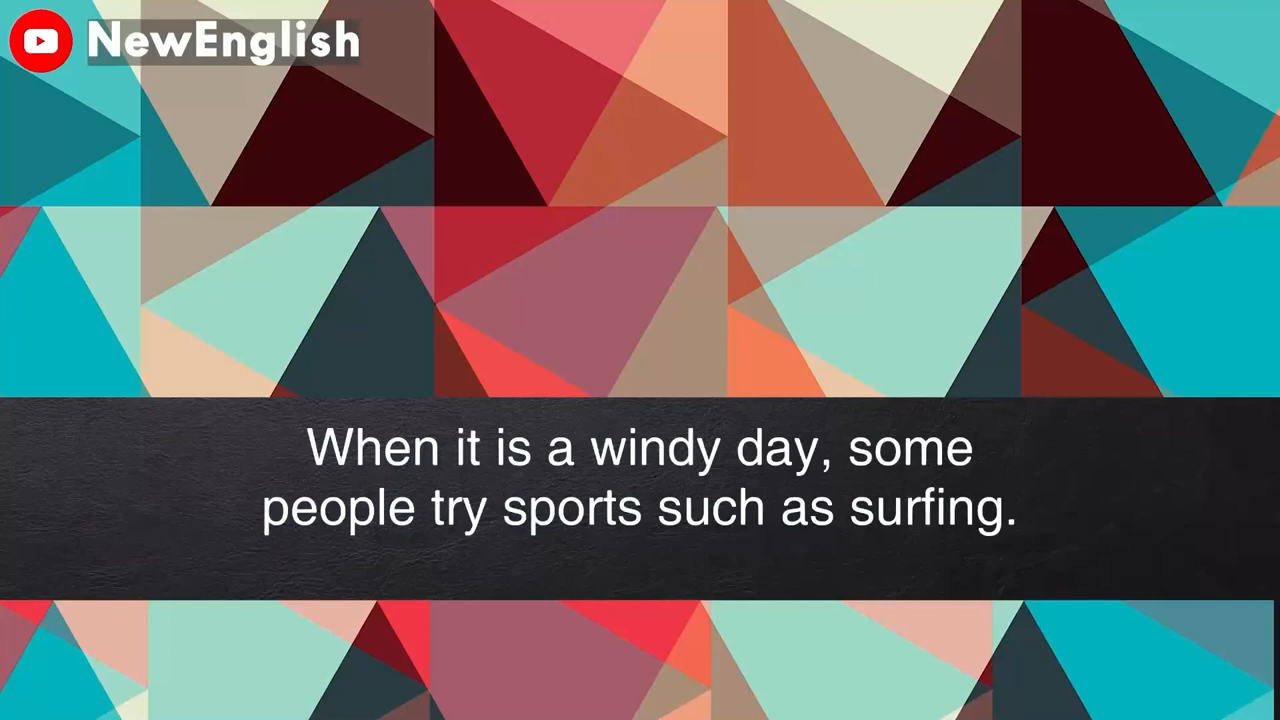 NewEnglish
When it is a windy day, some
people try sports such as surfing.